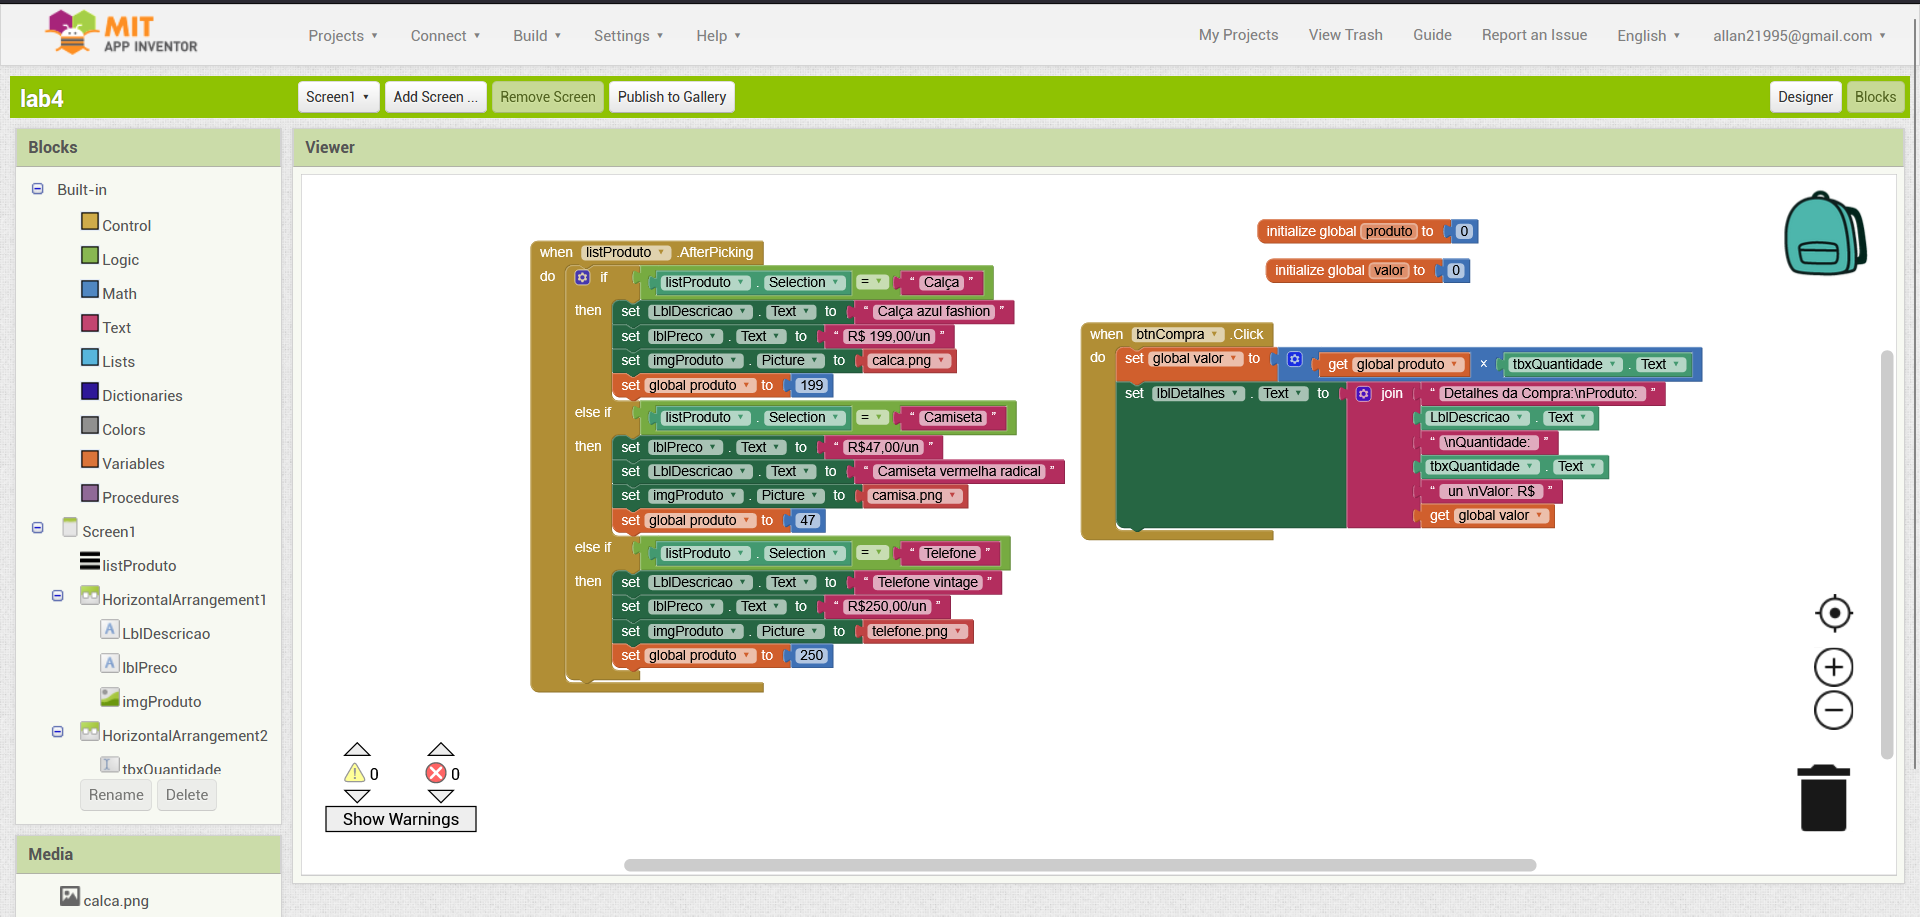 MIT
APP INVENTOR
Projects Connect Build Settings Help My Projects View Trash Guide Report an Issue English allan21995@gmail.com
lab4 Screen1 Add Screen ... Remove Screen Publish to Gallery Designer Blocks
Blocks
Built-in
Control
Logic
Math
Text
Lists
Dictionaries
Colors
Variables
Procedures
Screen1
listProduto
HorizontalArrangement1
LblDescricao
lblPreco
imgProduto
HorizontalArrangement2
tbxQuantidade
Rename Delete
Media
calca.png
Viewer
when listProduto .AfterPicking
do if listProduto . Selection = “ Calça ”
then set LblDescricao . Text to “ Calça azul fashion ”
set lblPreco . Text to “ R$ 199,00/un ”
set imgProduto . Picture to calca.png
set global produto to 199
else if listProduto . Selection = “ Camiseta ”
then set lblPreco . Text to “ R$47,00/un ”
set LblDescricao . Text to “ Camiseta vermelha radical ”
set imgProduto . Picture to camisa.png
set global produto to 47
else if listProduto . Selection = “ Telefone ”
then set LblDescricao . Text to “ Telefone vintage ”
set lblPreco . Text to “ R$250,00/un ”
set imgProduto . Picture to telefone.png
set global produto to 250
initialize global produto to 0
initialize global valor to 0
when btnCompra .Click
do set global valor to get global produto × tbxQuantidade . Text
set lblDetalhes . Text to join “ Detalhes da Compra:\nProduto: ”
LblDescricao . Text
“ \nQuantidade: ”
tbxQuantidade . Text
“ un \nValor: R$ ”
get global valor
0 0
Show Warnings